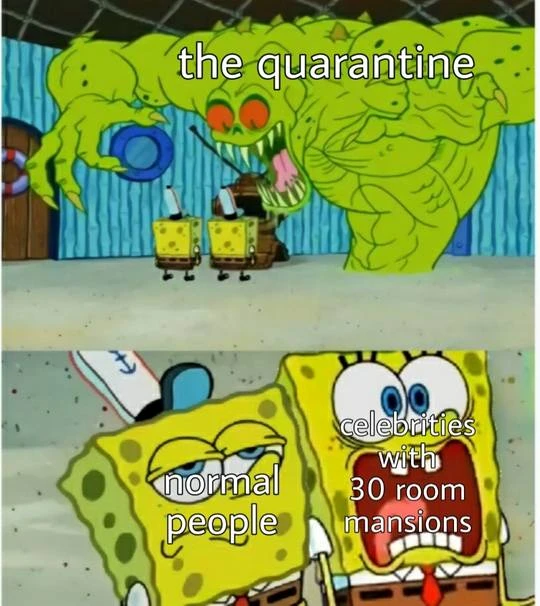 the quarantine
celebrities
with
30 room
mansions
normal
people